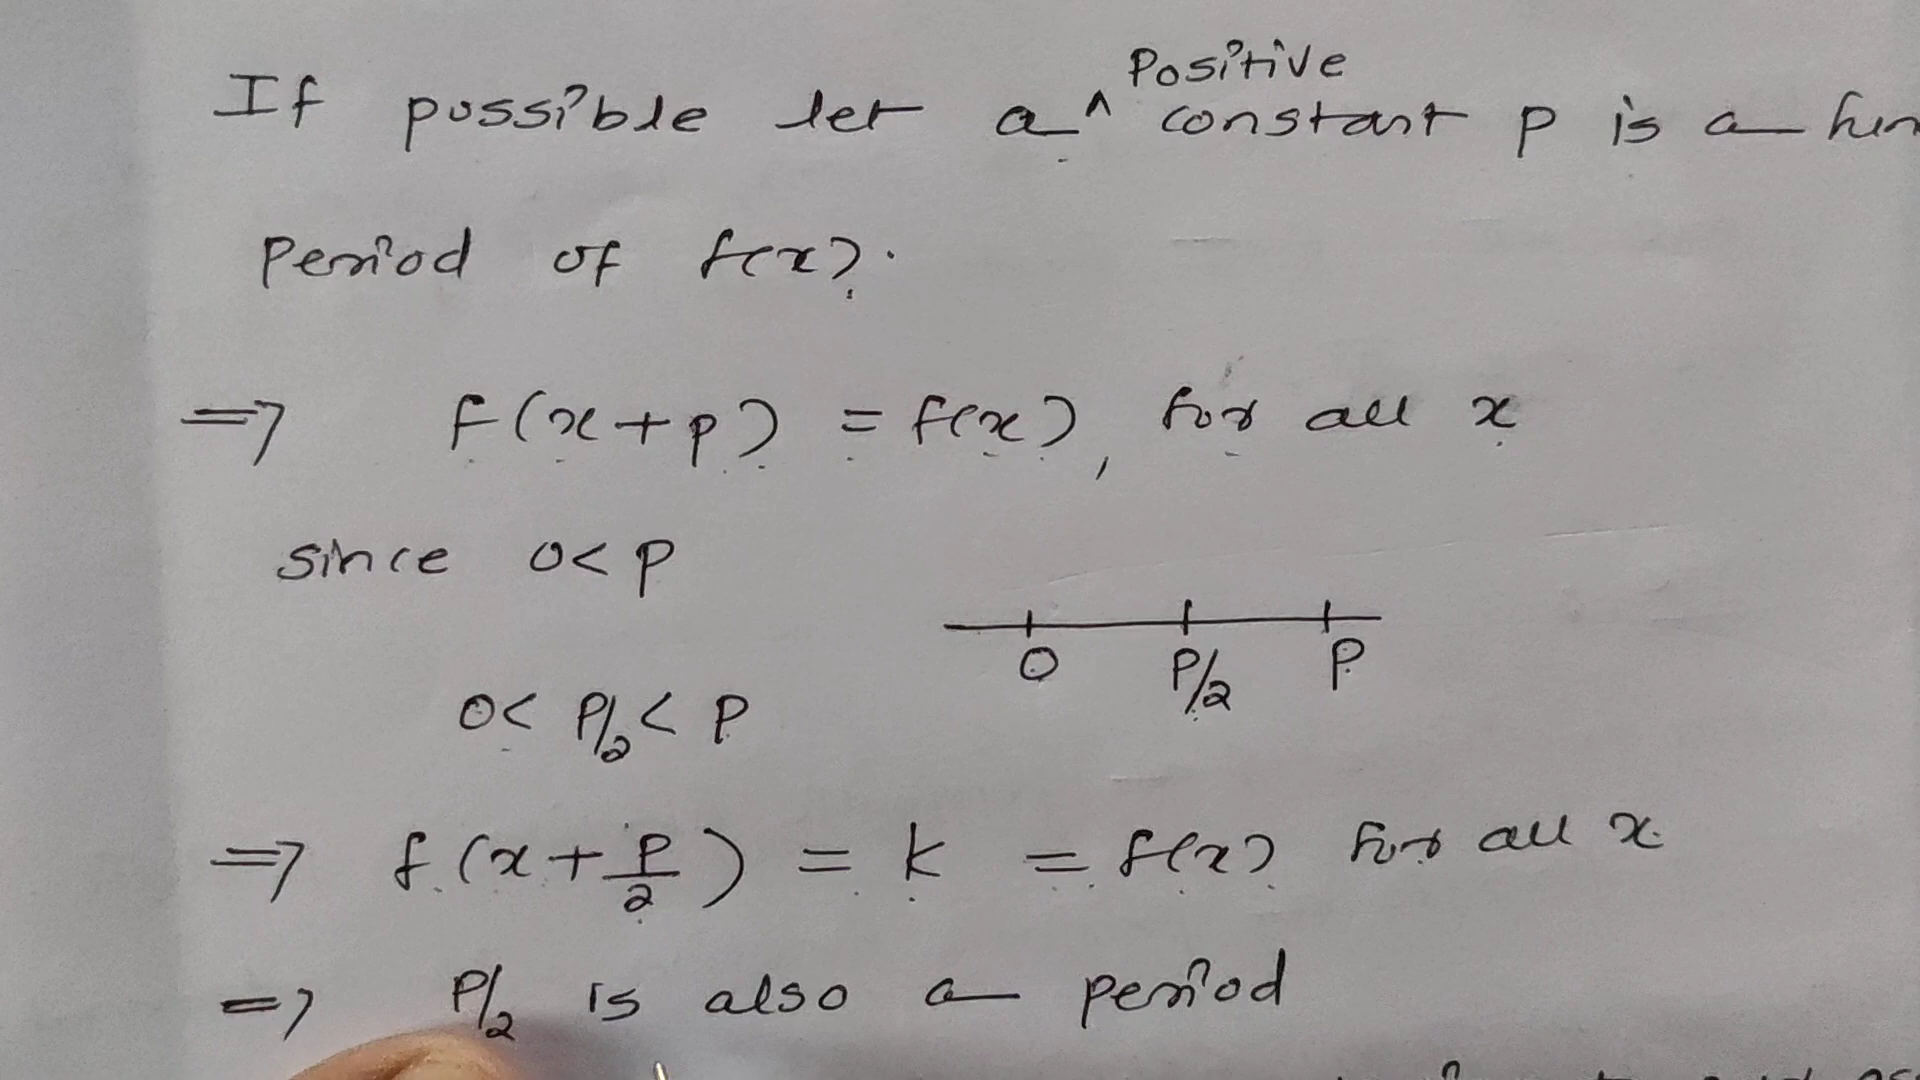 If possible let a ^ Positive constant p is a fun
Period of f(x).
=> f(x+p) = f(x), for all x
since 0<p
0 P/2 P
0< P/2 < P
=> f(x+ P/2) = k = f(x) for all x.
=> P/2 is also a period